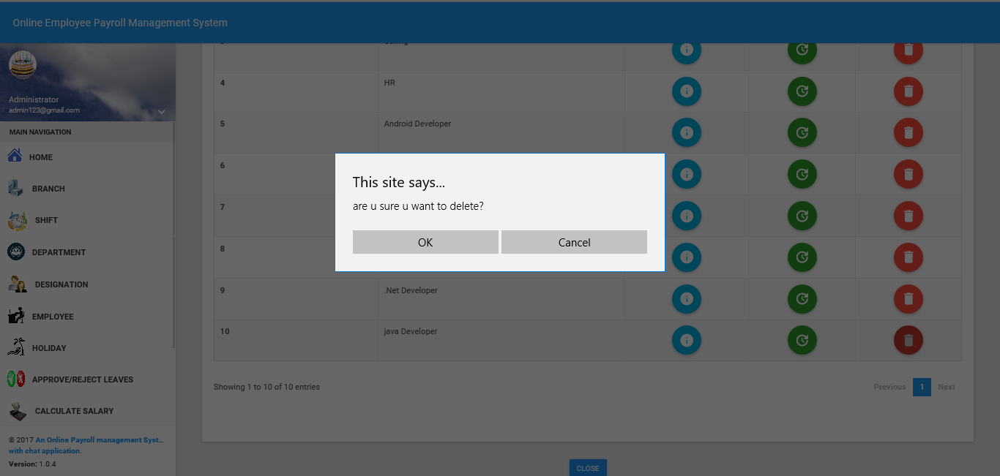 Online Employee Payroll Management System
Administrator
admin123@gmail.com
MAIN NAVIGATION
HOME
BRANCH
SHIFT
DEPARTMENT
DESIGNATION
EMPLOYEE
HOLIDAY
APPROVE/REJECT LEAVES
CALCULATE SALARY
© 2017 An Online Payroll management Syst...
with chat application.
Version: 1.0.4
4 HR
5 Android Developer
6
7
8
9 .Net Developer
10 java Developer
Showing 1 to 10 of 10 entries
Previous 1 Next
CLOSE
This site says...
are u sure u want to delete?
OK Cancel